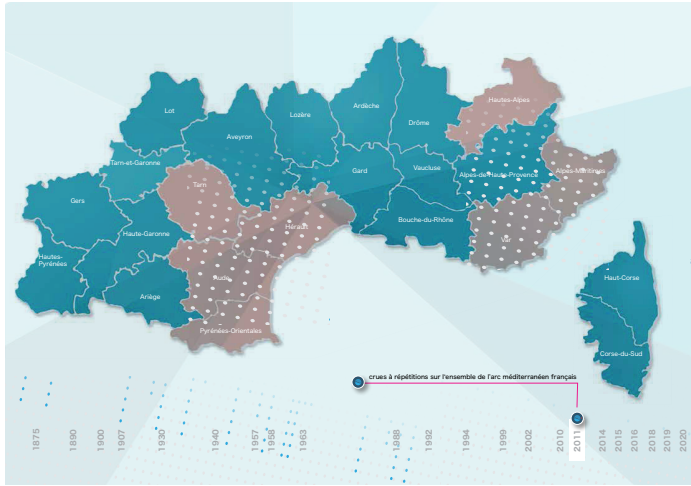 Hautes-Alpes
Ardèche
Lot
Lozère
Drôme
Aveyron
Tarn-et-Garonne
Gard
Vaucluse
Alpes-de-Haute-Provence
Alpes-Maritimes
Tarn
Gers
Bouche-du-Rhône
Hérault
Haute-Garonne
Var
Hautes-
Pyrénées
Aude
Haut-Corse
Ariège
Pyrénées-Orientales
Corse-du-Sud
crues à répétitions sur l'ensemble de l'arc méditerranéen français
1875
1890
1900
1907
1930
1940
1957
1958
1963
1988
1992
1994
1999
2002
2010
2011
2014
2015
2016
2018
2019
2020